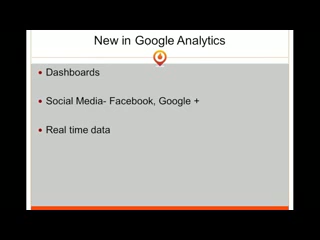 New in Google Analytics
• Dashboards
• Social Media- Facebook, Google +
• Real time data